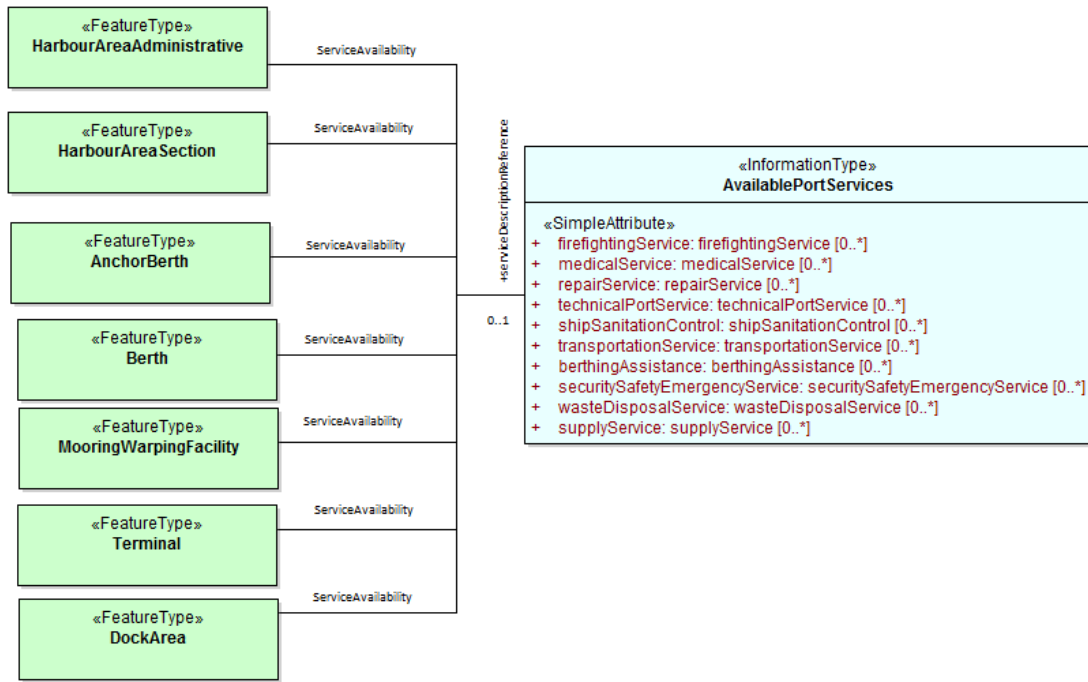 «FeatureType»
HarbourAreaAdministrative
ServiceAvailability
«FeatureType»
HarbourAreaSection
ServiceAvailability
«FeatureType»
AnchorBerth
ServiceAvailability
«FeatureType»
Berth
ServiceAvailability
«FeatureType»
MooringWarpingFacility
ServiceAvailability
«FeatureType»
Terminal
ServiceAvailability
«FeatureType»
DockArea
ServiceAvailability
+serviceDescriptionReference
0..1
«InformationType»
AvailablePortServices
«SimpleAttribute»
+ firefightingService: firefightingService [0..*]
+ medicalService: medicalService [0..*]
+ repairService: repairService [0..*]
+ technicalPortService: technicalPortService [0..*]
+ shipSanitationControl: shipSanitationControl [0..*]
+ transportationService: transportationService [0..*]
+ berthingAssistance: berthingAssistance [0..*]
+ securitySafetyEmergencyService: securitySafetyEmergencyService [0..*]
+ wasteDisposalService: wasteDisposalService [0..*]
+ supplyService: supplyService [0..*]